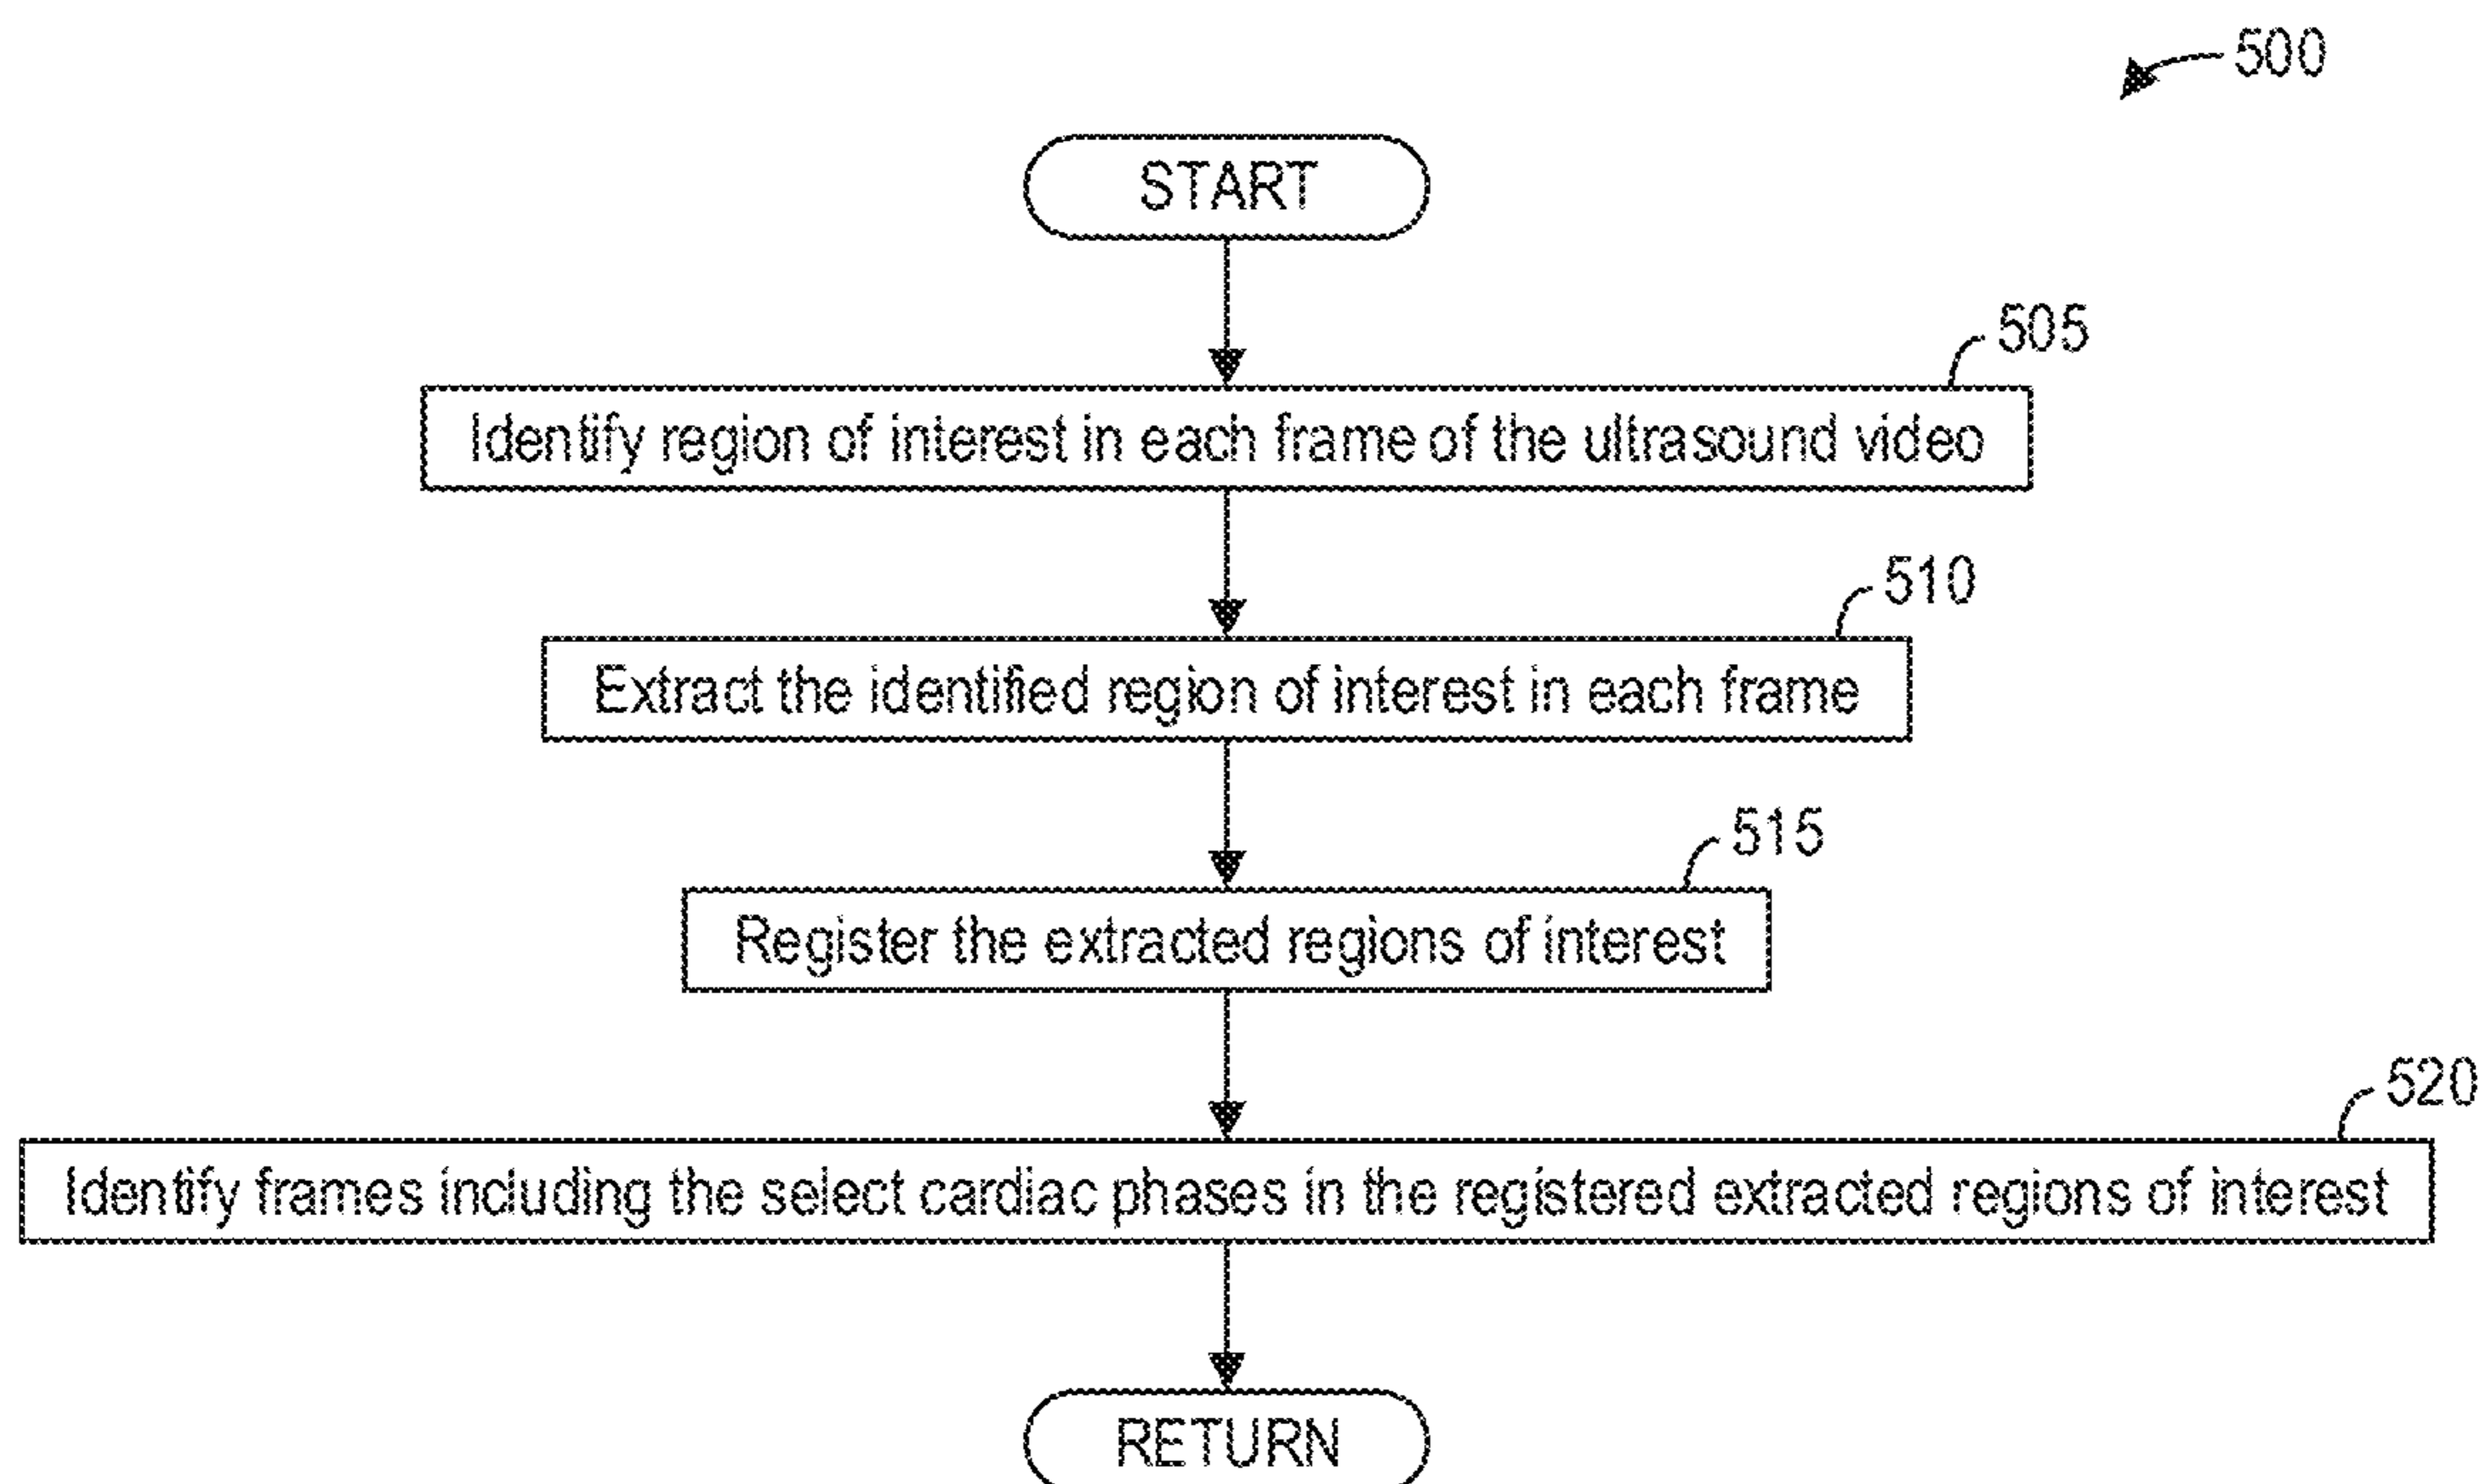 500
START
505
Identify region of interest in each frame of the ultrasound video
510
Extract the identified region of interest in each frame
515
Register the extracted regions of interest
520
Identify frames including the select cardiac phases in the registered extracted regions of interest
RETURN